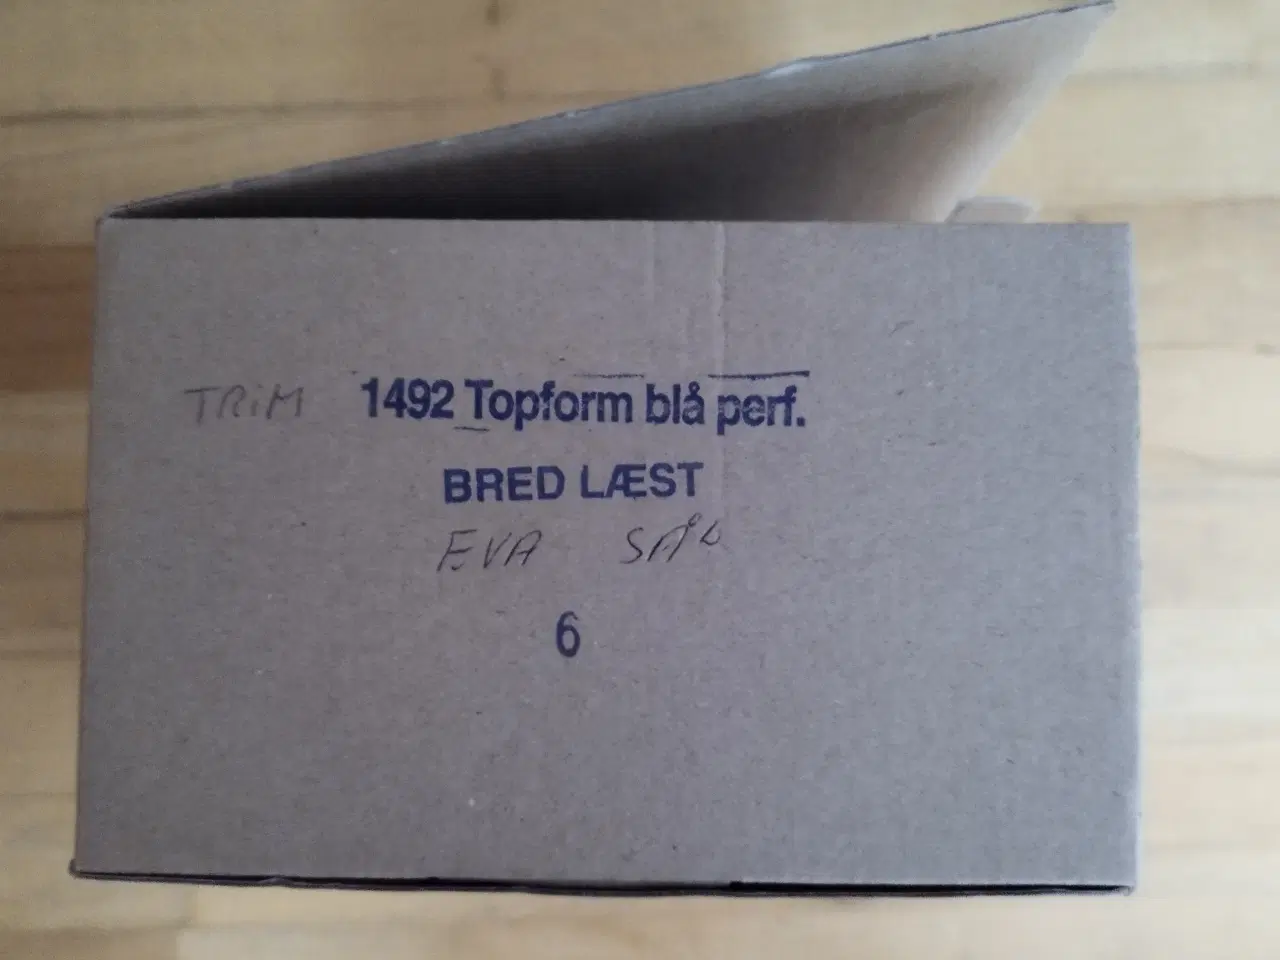 TRiM 1492 Topform blå perf.
BRED LÆST
EVA SÅL
6